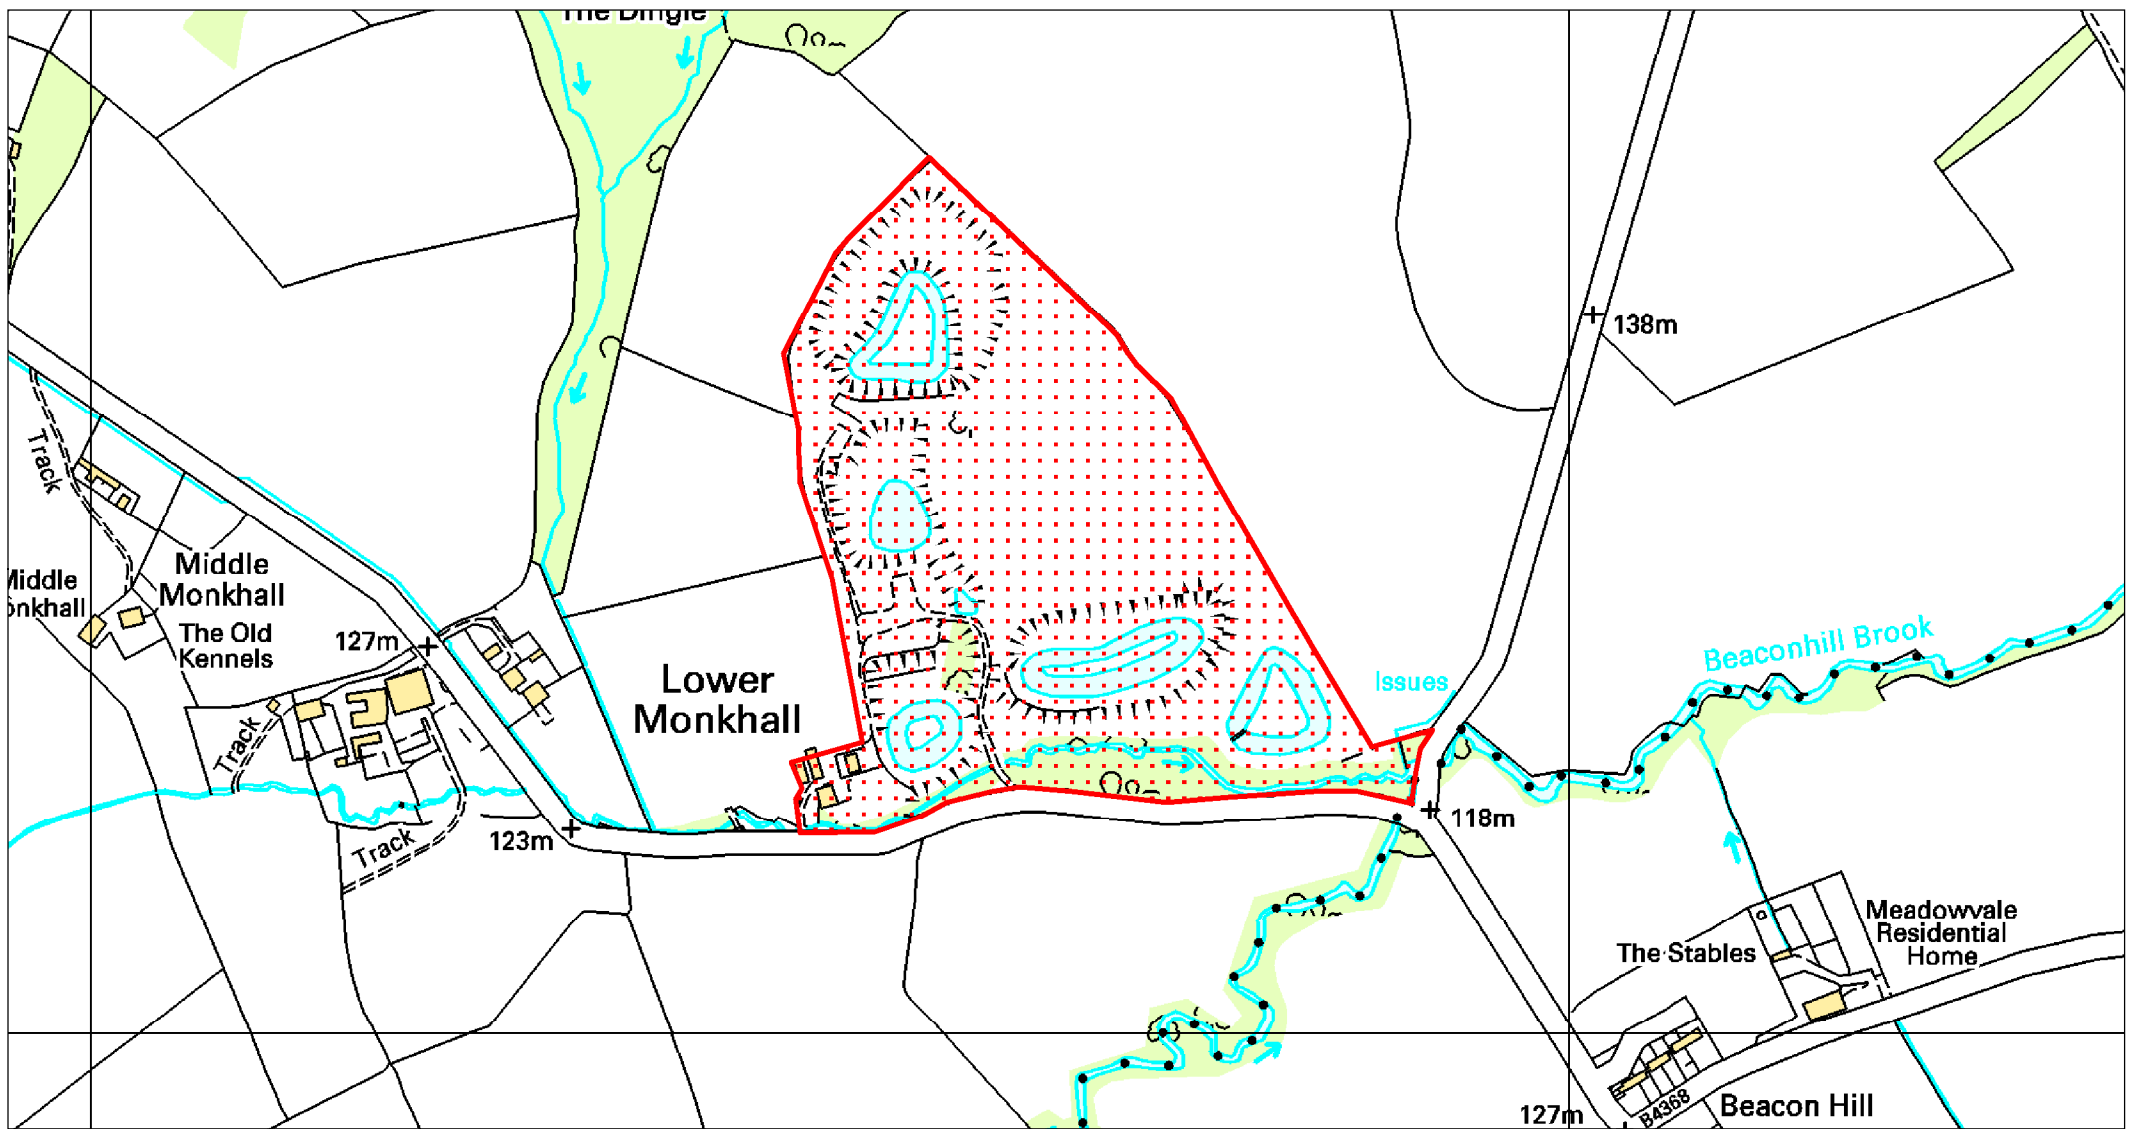 The Dingle
138m
Track
Middle
Monkhall
Middle
onkhall
The Old
Kennels
127m
Lower
Monkhall
Issues
Beaconhill Brook
Track
Track
123m
118m
Meadowvale
Residential
Home
The Stables
127m
B4368
Beacon Hill